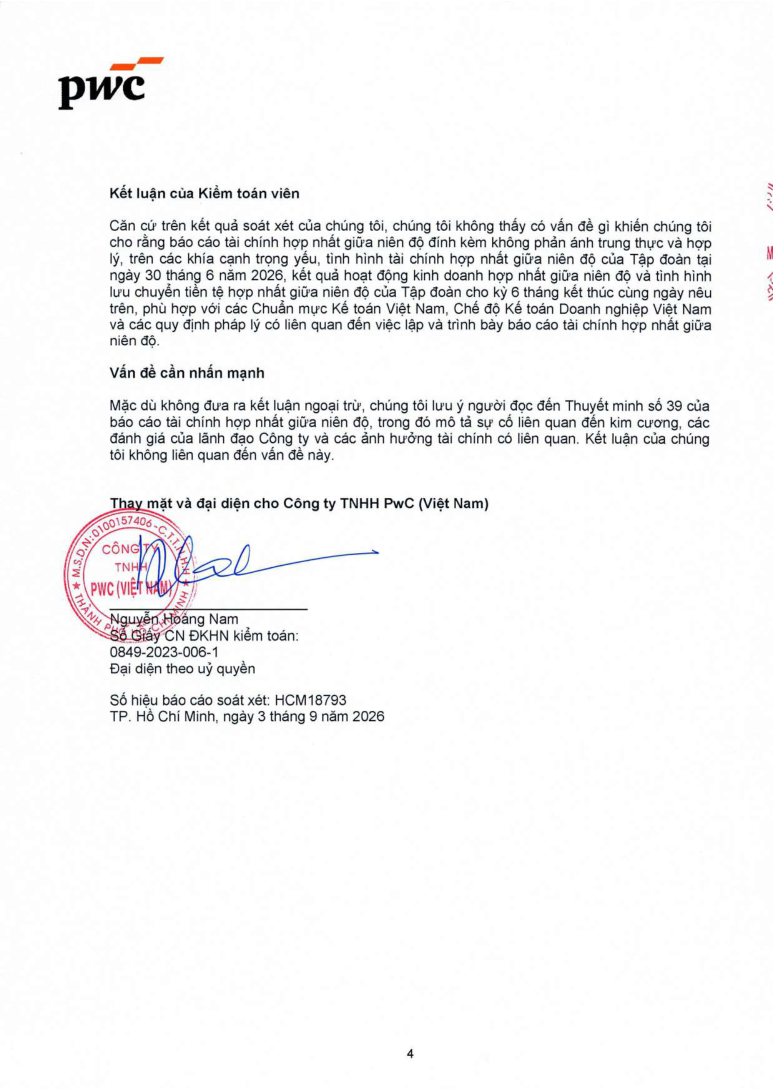 pwc
Kết luận của Kiểm toán viên
Căn cứ trên kết quả soát xét của chúng tôi, chúng tôi không thấy có vấn đề gì khiến chúng tôi
cho rằng báo cáo tài chính hợp nhất giữa niên độ đính kèm không phản ánh trung thực và hợp
lý, trên các khía cạnh trọng yếu, tình hình tài chính hợp nhất giữa niên độ của Tập đoàn tại
ngày 30 tháng 6 năm 2026, kết quả hoạt động kinh doanh hợp nhất giữa niên độ và tình hình
lưu chuyển tiền tệ hợp nhất giữa niên độ của Tập đoàn cho kỳ 6 tháng kết thúc cùng ngày nêu
trên, phù hợp với các Chuẩn mực Kế toán Việt Nam, Chế độ Kế toán Doanh nghiệp Việt Nam
và các quy định pháp lý có liên quan đến việc lập và trình bày báo cáo tài chính hợp nhất giữa
niên độ.
Vấn đề cần nhấn mạnh
Mặc dù không đưa ra kết luận ngoại trừ, chúng tôi lưu ý người đọc đến Thuyết minh số 39 của
báo cáo tài chính hợp nhất giữa niên độ, trong đó mô tả sự cố liên quan đến kim cương, các
đánh giá của lãnh đạo Công ty và các ảnh hưởng tài chính có liên quan. Kết luận của chúng
tôi không liên quan đến vấn đề này.
Thay mặt và đại diện cho Công ty TNHH PwC (Việt Nam)
M.S.D.N:0100157406-C.T.T.N.H.H
CÔNG TY
TNHH
PWC (VIỆT NAM)
THÀNH PHỐ HỒ CHÍ MINH
Nguyễn Hoàng Nam
Số Giấy CN ĐKHN kiểm toán:
0849-2023-006-1
Đại diện theo uỷ quyền
Số hiệu báo cáo soát xét: HCM18793
TP. Hồ Chí Minh, ngày 3 tháng 9 năm 2026
4